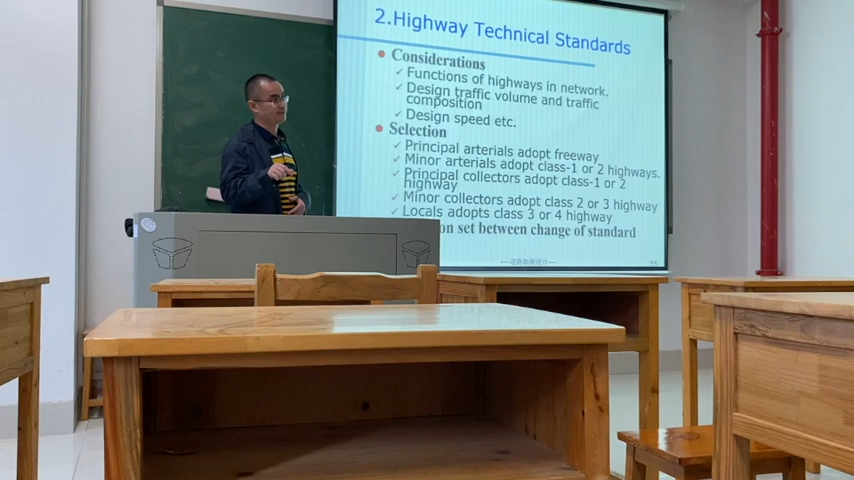 2.Highway Technical Standards
Considerations
Functions of highways in network.
Design traffic volume and traffic
composition
Design speed etc.
Selection
Principal arterials adopt freeway
Minor arterials adopt class-1 or 2 highways.
Principal collectors adopt class-1 or 2
highway
Minor collectors adopt class 2 or 3 highway
Locals adopts class 3 or 4 highway
on set between change of standard